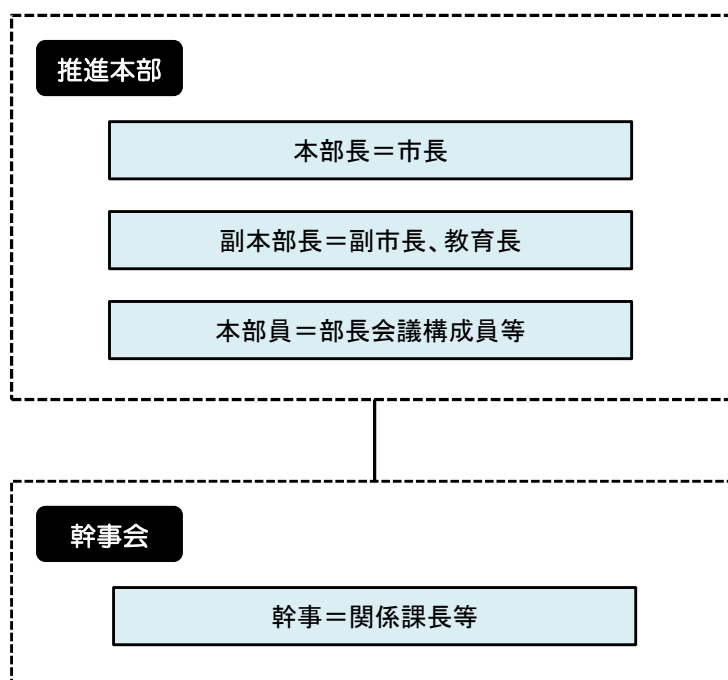 推進本部
本部長＝市長
副本部長＝副市長、教育長
本部員＝部長会議構成員等
幹事会
幹事＝関係課長等